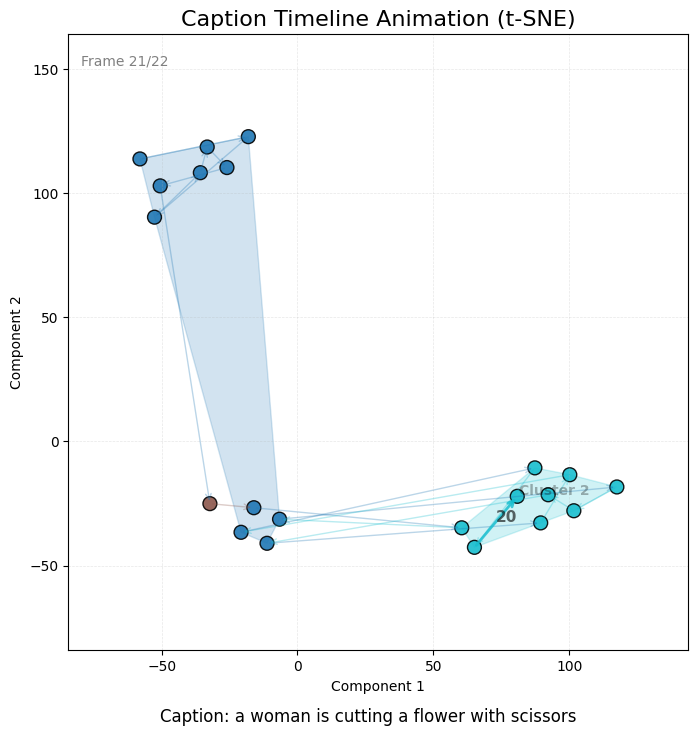 Caption Timeline Animation (t-SNE)
Frame 21/22
150
100
50
0
−50
Component 2
Cluster 2
20
−50
0
50
100
Component 1
Caption: a woman is cutting a flower with scissors